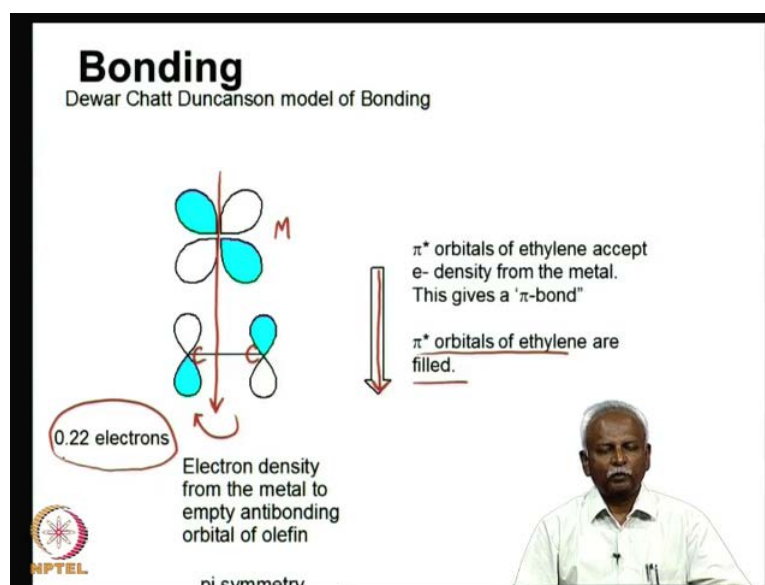 Bonding
Dewar Chatt Duncanson model of Bonding
M
π* orbitals of ethylene accept
e- density from the metal.
This gives a ‘π-bond”
π* orbitals of ethylene are
filled.
C C
0.22 electrons
Electron density
from the metal to
empty antibonding
orbital of olefin
pi symmetry
NPTEL